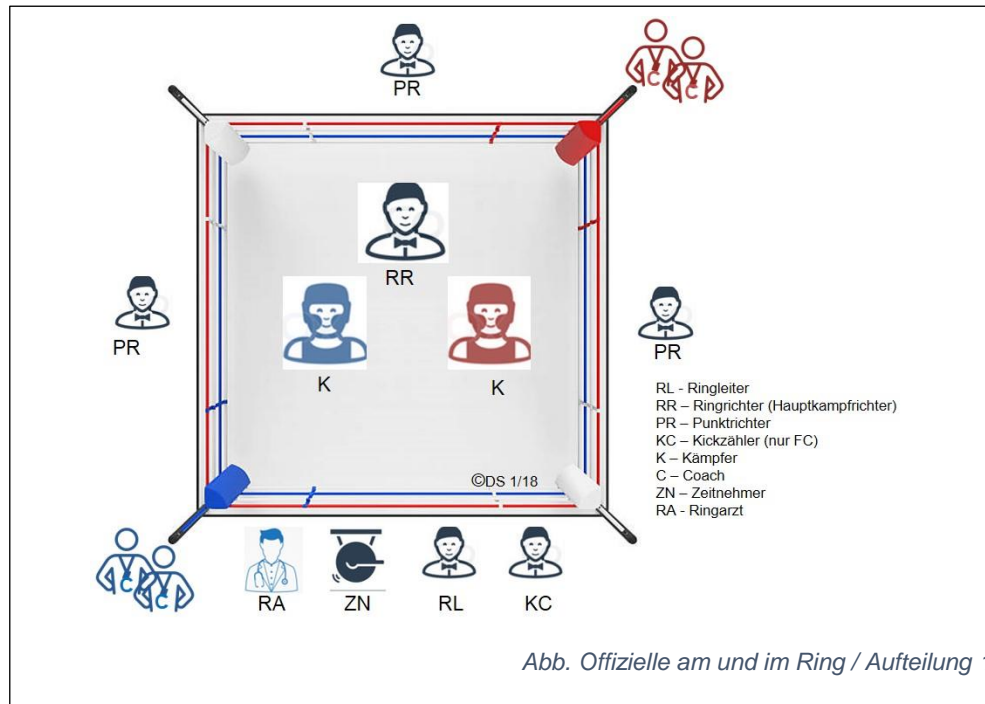 PR
C C
RR
PR
PR
K
K
RL - Ringleiter
RR – Ringrichter (Hauptkampfrichter)
PR – Punktrichter
KC – Kickzähler (nur FC)
K – Kämpfer
C – Coach
ZN – Zeitnehmer
RA - Ringarzt
©DS 1/18
C C
RA ZN RL KC
Abb. Offizielle am und im Ring / Aufteilung